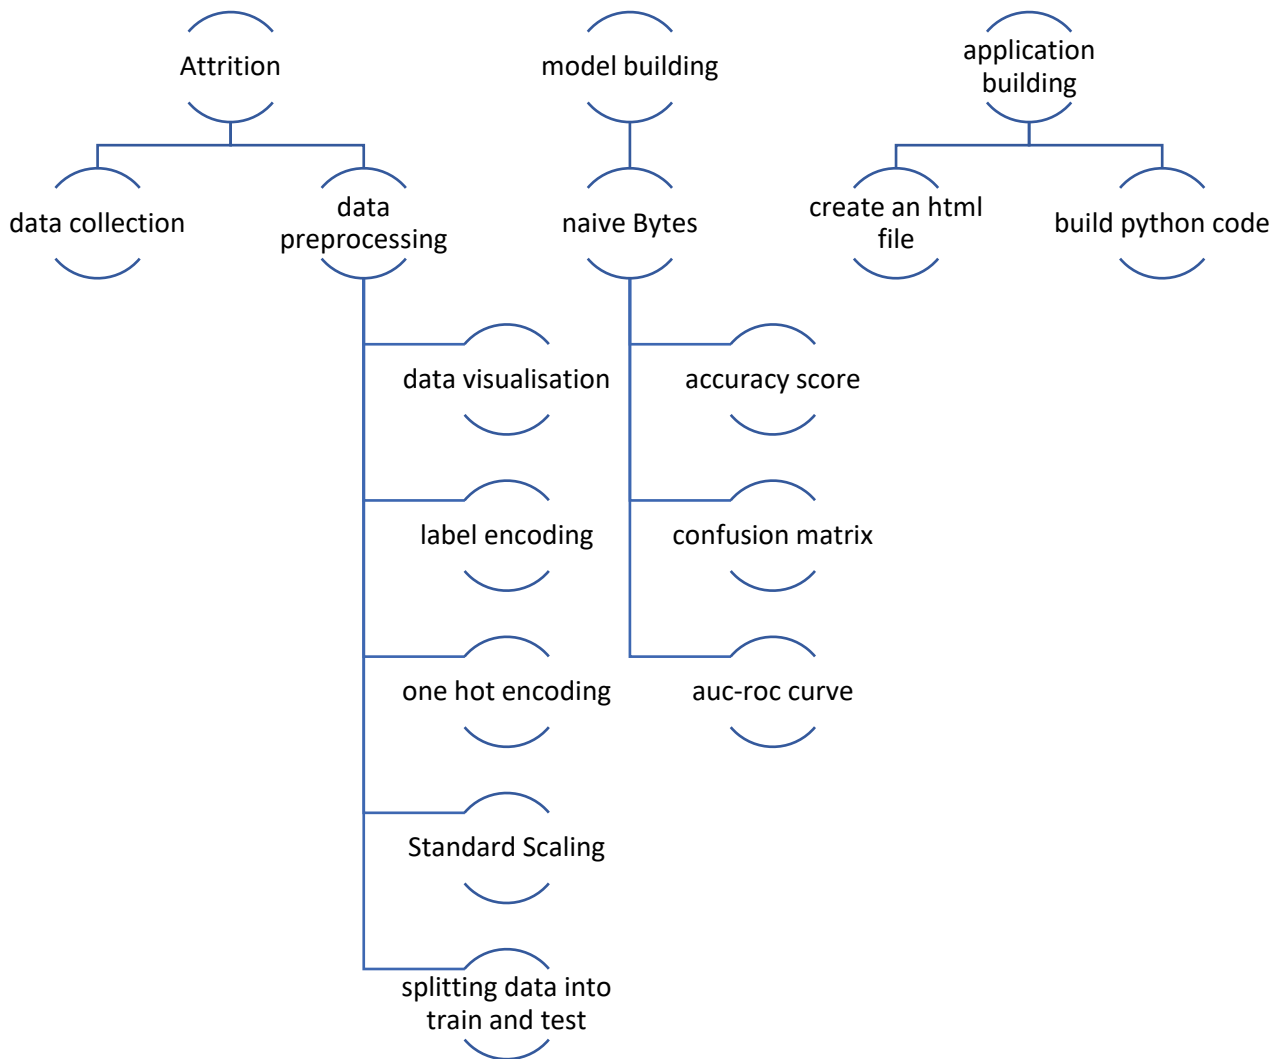 Attrition
model building
application
building
data collection
data
preprocessing
naive Bytes
create an html
file
build python code
data visualisation
accuracy score
label encoding
confusion matrix
one hot encoding
auc-roc curve
Standard Scaling
splitting data into
train and test